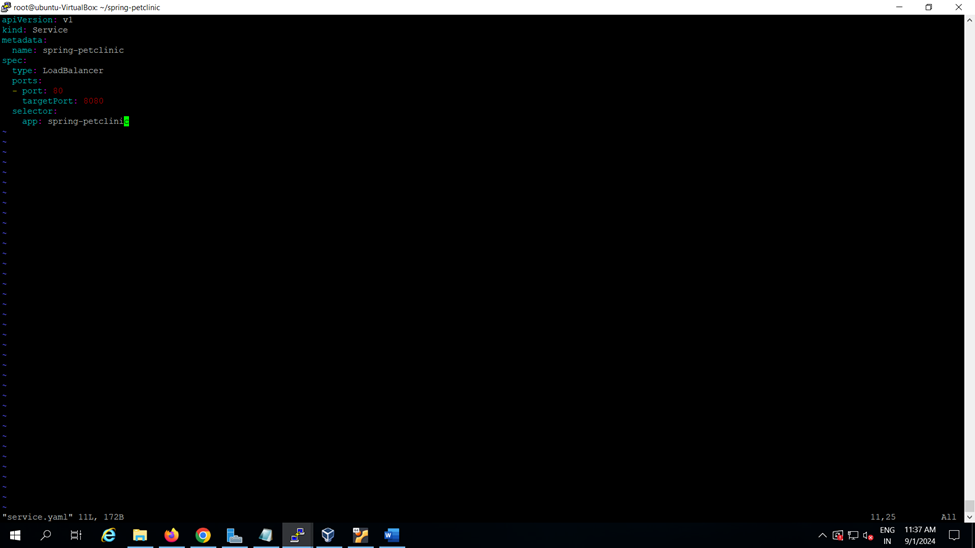 root@ubuntu-VirtualBox: ~/spring-petclinic
apiVersion: v1
kind: Service
metadata:
  name: spring-petclinic
spec:
  type: LoadBalancer
  ports:
  - port: 80
    targetPort: 8080
  selector:
    app: spring-petclinic
"service.yaml" 11L, 172B
11,25
All
ENG
IN
11:37 AM
9/1/2024